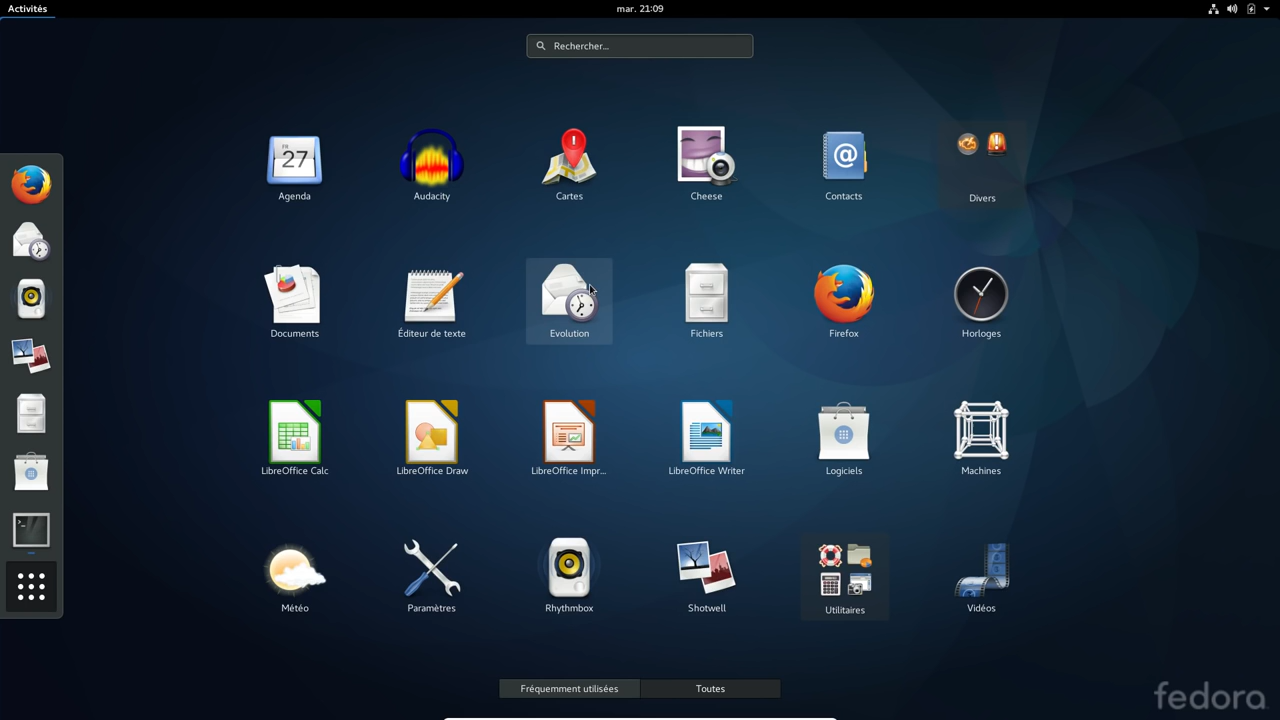 Activités
mar. 21:09
Rechercher...
FR
27
Agenda
Audacity
Cartes
Cheese
Contacts
Divers
Documents
Éditeur de texte
Evolution
Fichiers
Firefox
Horloges
LibreOffice Calc
LibreOffice Draw
LibreOffice Impr...
LibreOffice Writer
Logiciels
Machines
Météo
Paramètres
Rhythmbox
Shotwell
Utilitaires
Vidéos
Fréquemment utilisées
Toutes
fedora